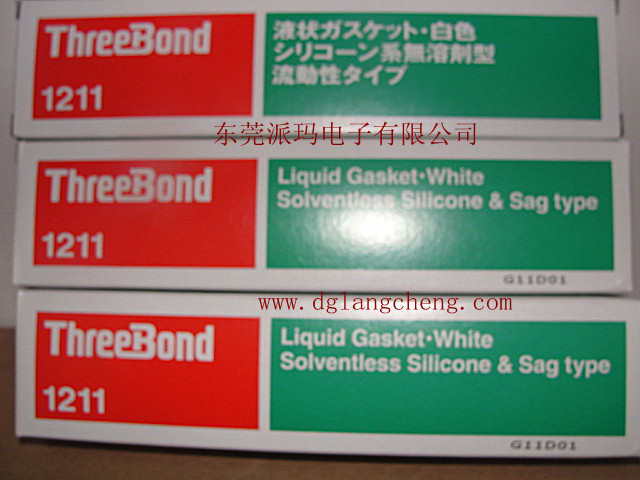 ThreeBond
1211
液状ガスケット・白色
シリコーン系無溶剤型
流動性タイプ
东莞派玛电子有限公司
ThreeBond
1211
Liquid Gasket·White
Solventless Silicone & Sag type
G11D01
www.dglangcheng.com
ThreeBond
1211
Liquid Gasket·White
Solventless Silicone & Sag type
G11D01